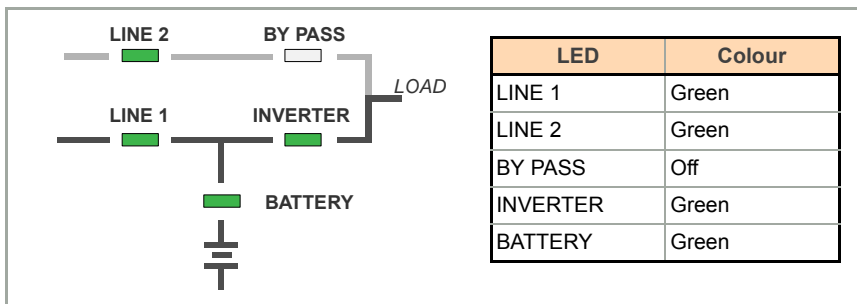 LINE 2 BY PASS
LOAD
LINE 1 INVERTER
BATTERY
LED Colour
LINE 1 Green
LINE 2 Green
BY PASS Off
INVERTER Green
BATTERY Green